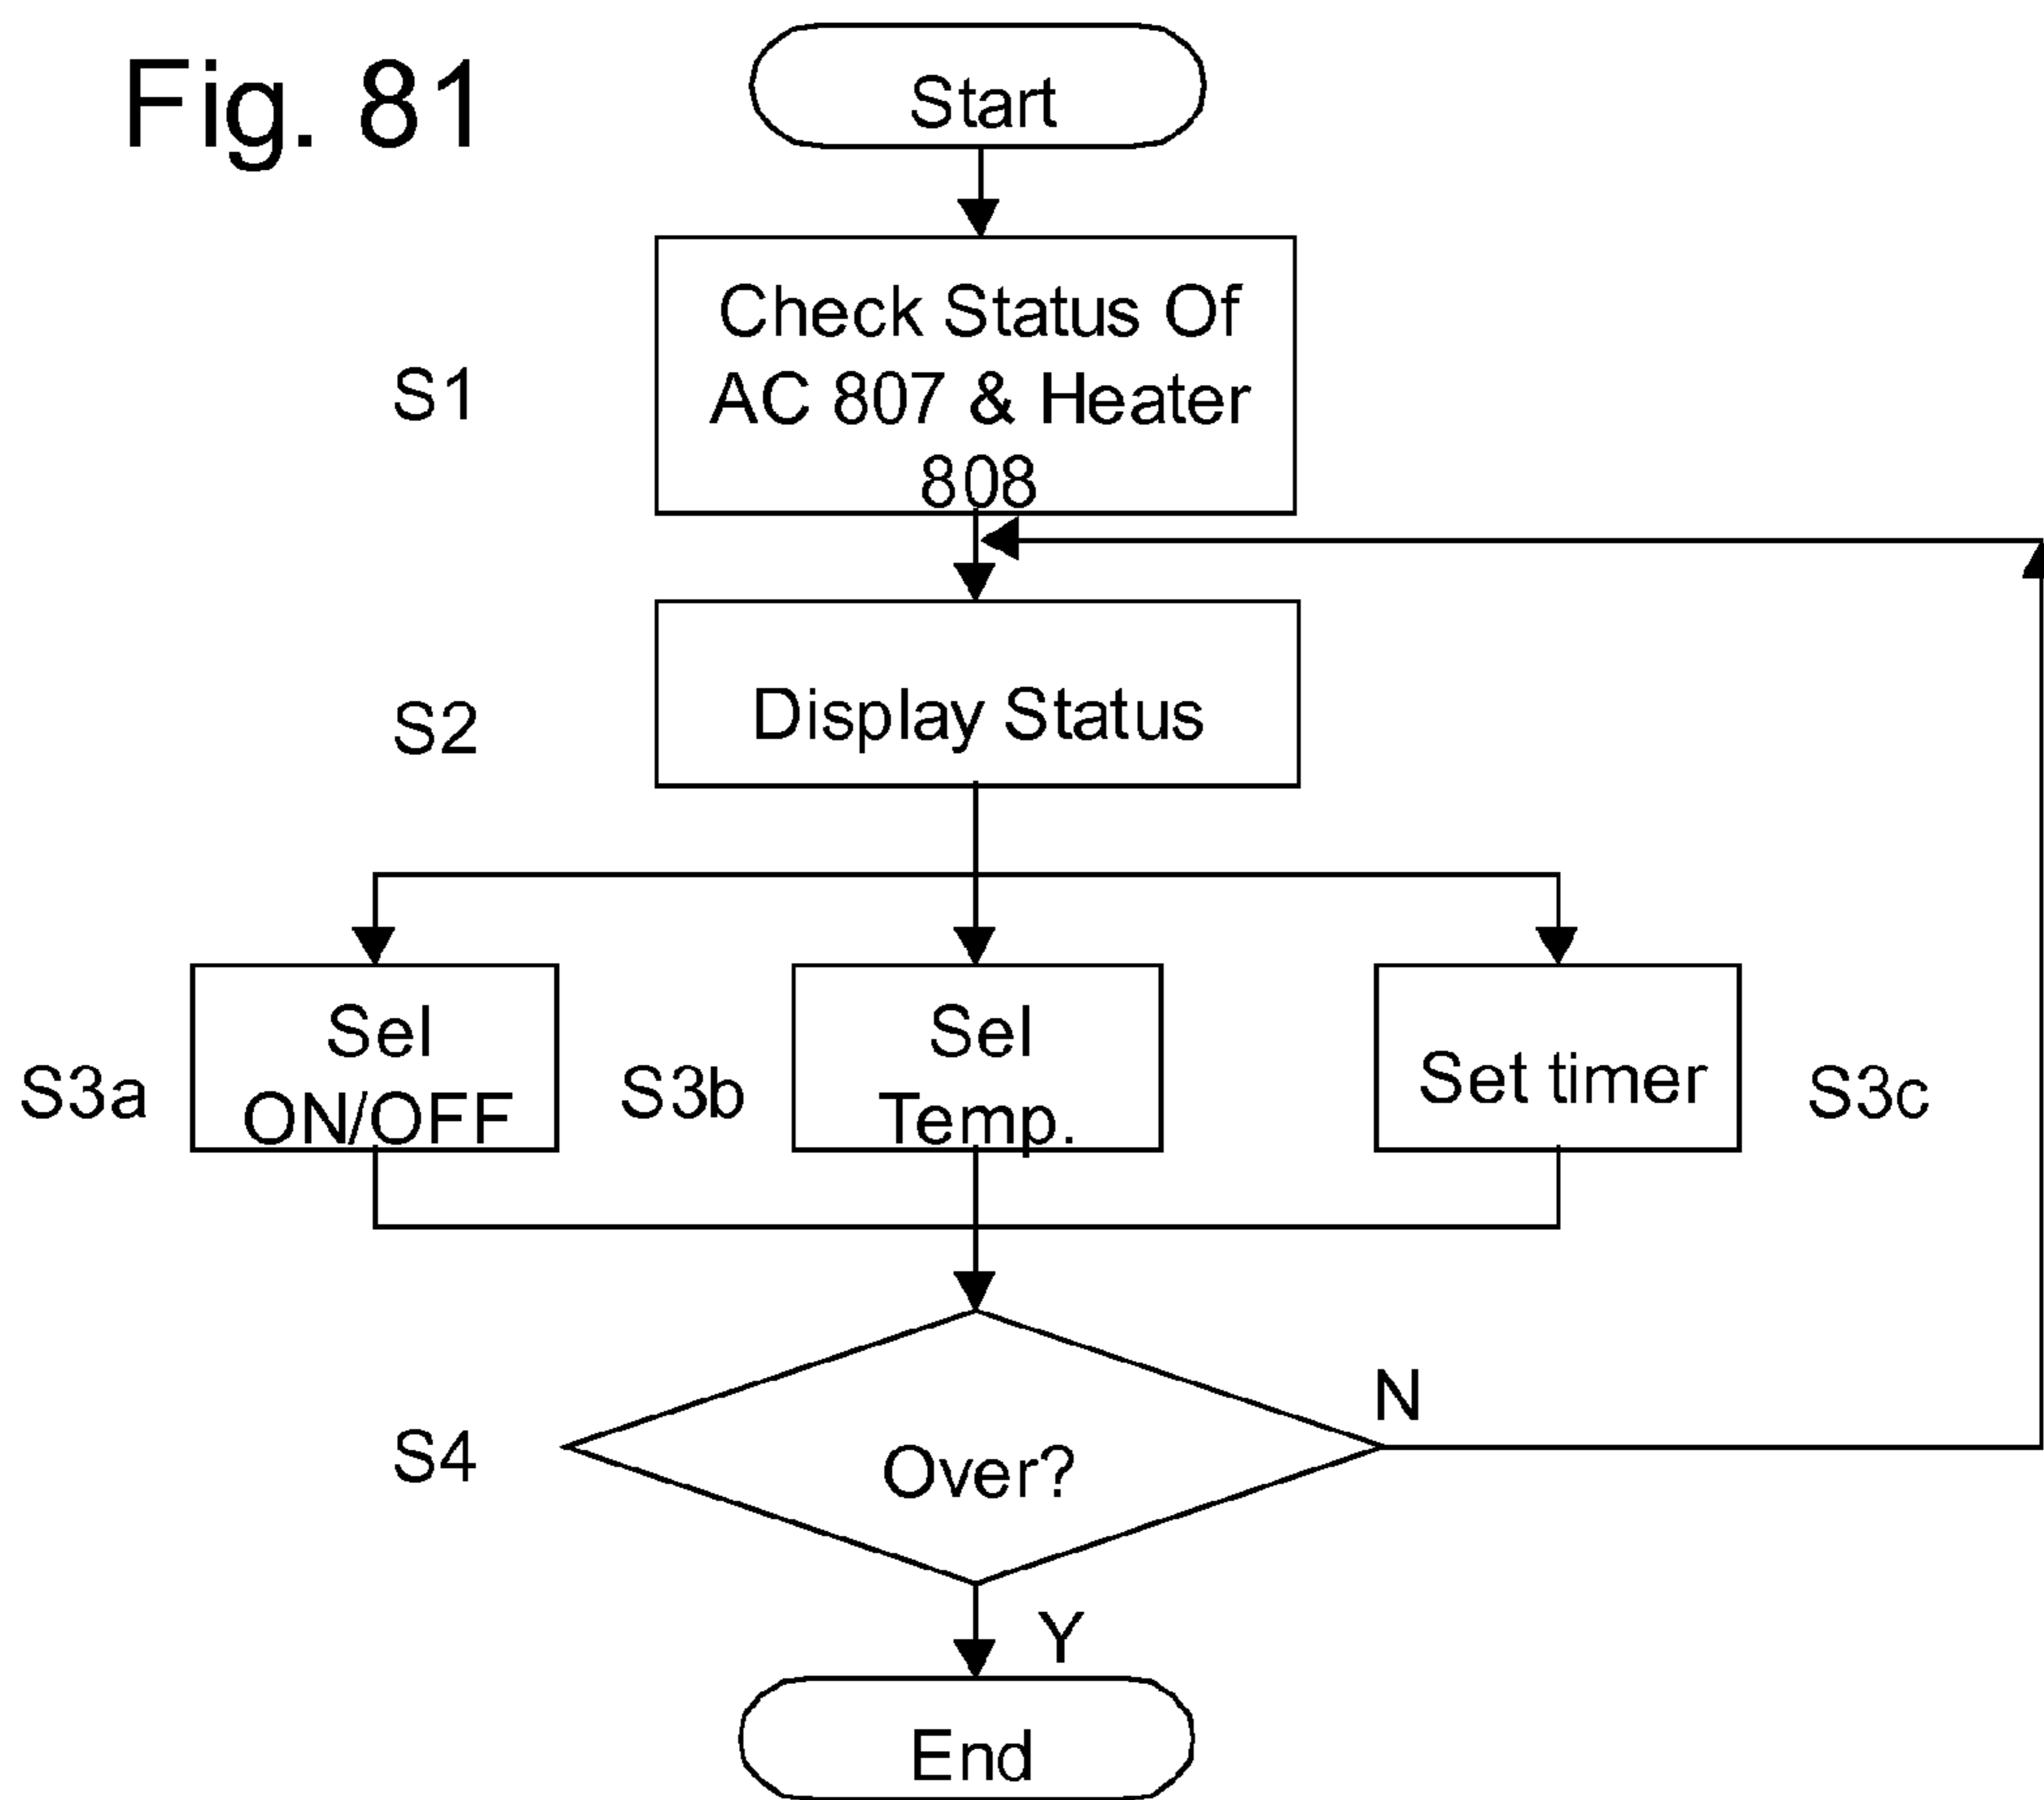 Fig. 81
Start
S1
Check Status Of
AC 807 & Heater
808
S2
Display Status
S3a
Sel
ON/OFF
S3b
Sel
Temp.
Set timer
S3c
S4
Over?
N
Y
End